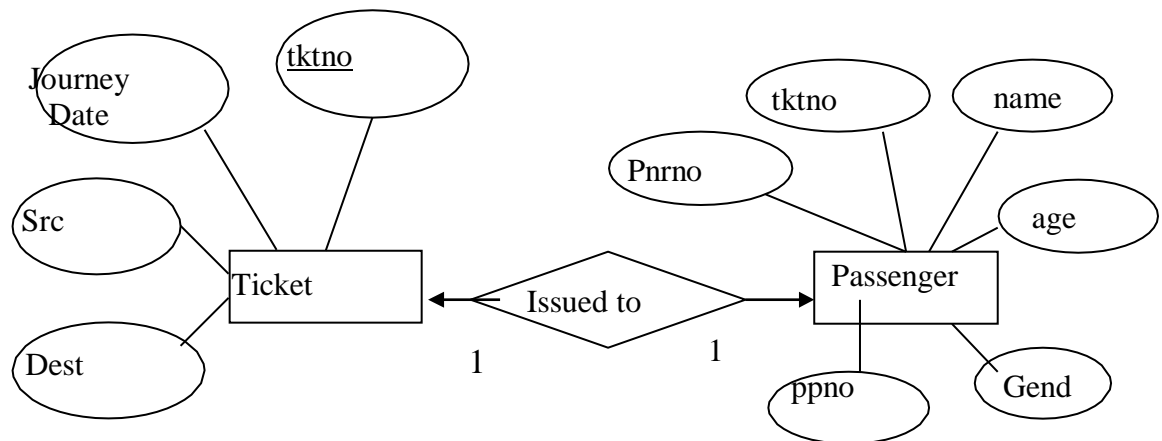 tktno
Journey
Date
tktno
name
Pnrno
Src
age
Ticket
Issued to
Passenger
Dest
1
1
ppno
Gend